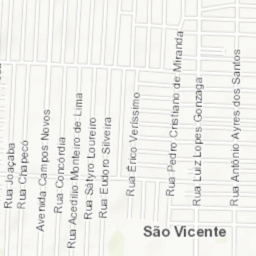 Rua Joaçaba
Rua Chapecó
Avenida Campos Novos
Rua Concórdia
Rua Acedilio Monteiro de Lima
Rua Sátyro Loureiro
Rua Eudoro Silveira
Rua Érico Veríssimo
Rua Pedro Cristiano de Miranda
Rua Luiz Lopes Gonzaga
Rua Antônio Ayres dos Santos
São Vicente